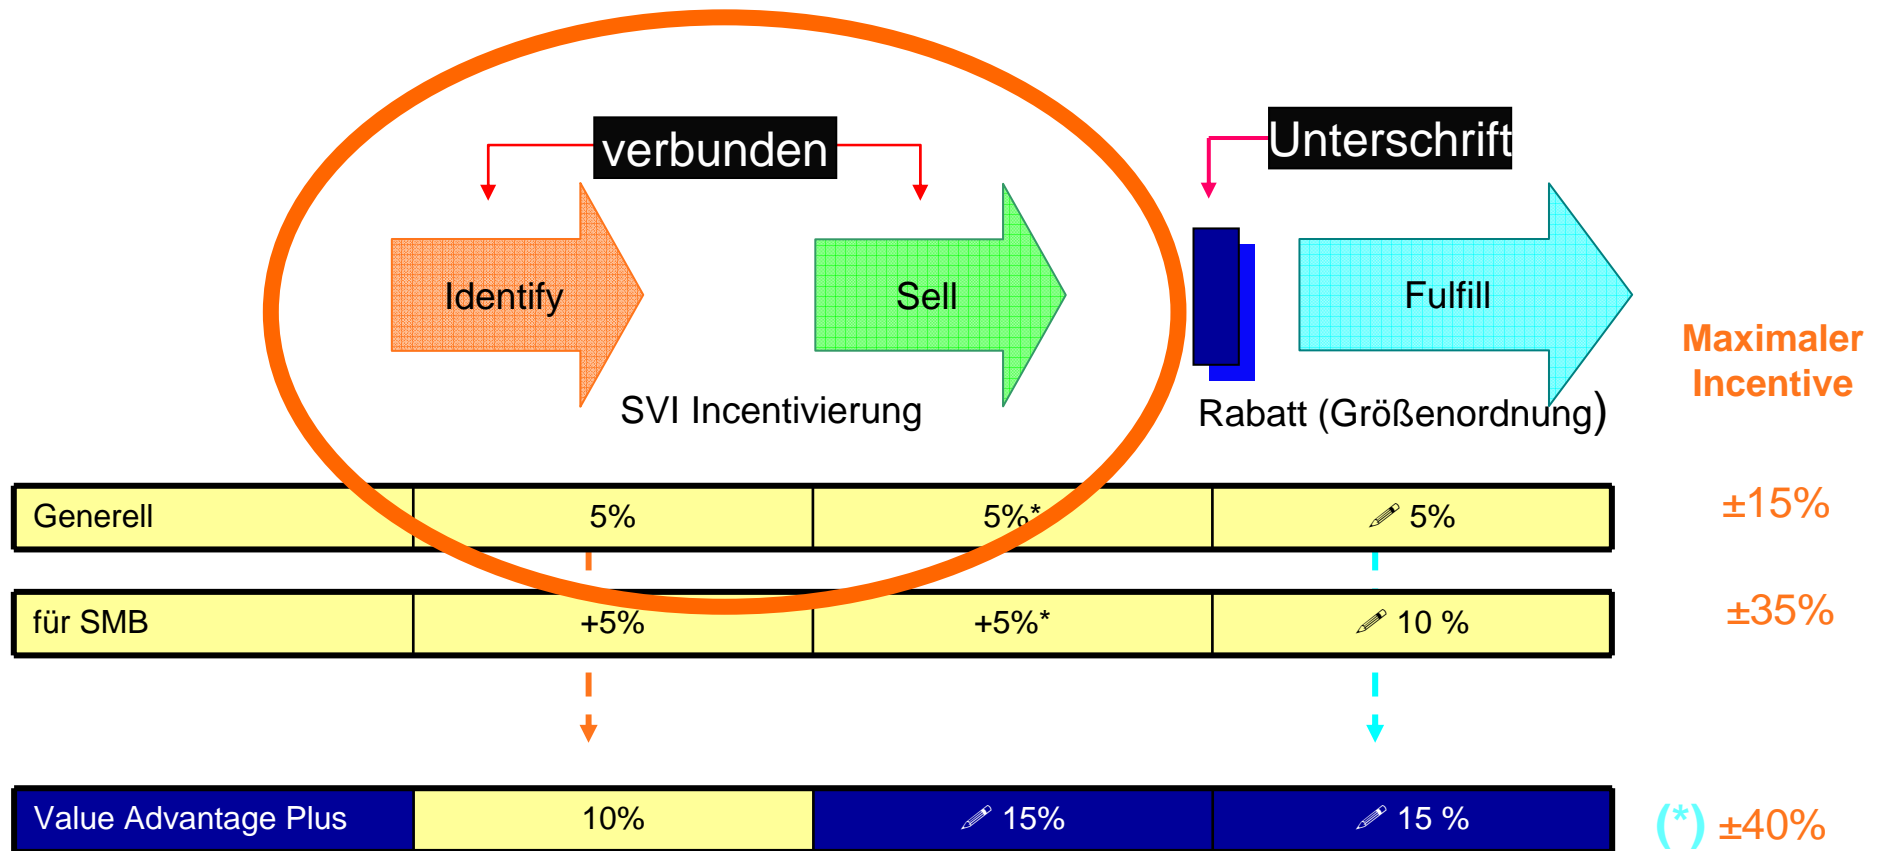 verbunden
Unterschrift
Identify
Sell
Fulfill
Maximaler
Incentive
SVI Incentivierung
Rabatt (Größenordnung)
Generell 5% 5%* ✐ 5% ±15%
für SMB +5% +5%* ✐ 10 % ±35%
Value Advantage Plus 10% ✐ 15% ✐ 15 % (*) ±40%